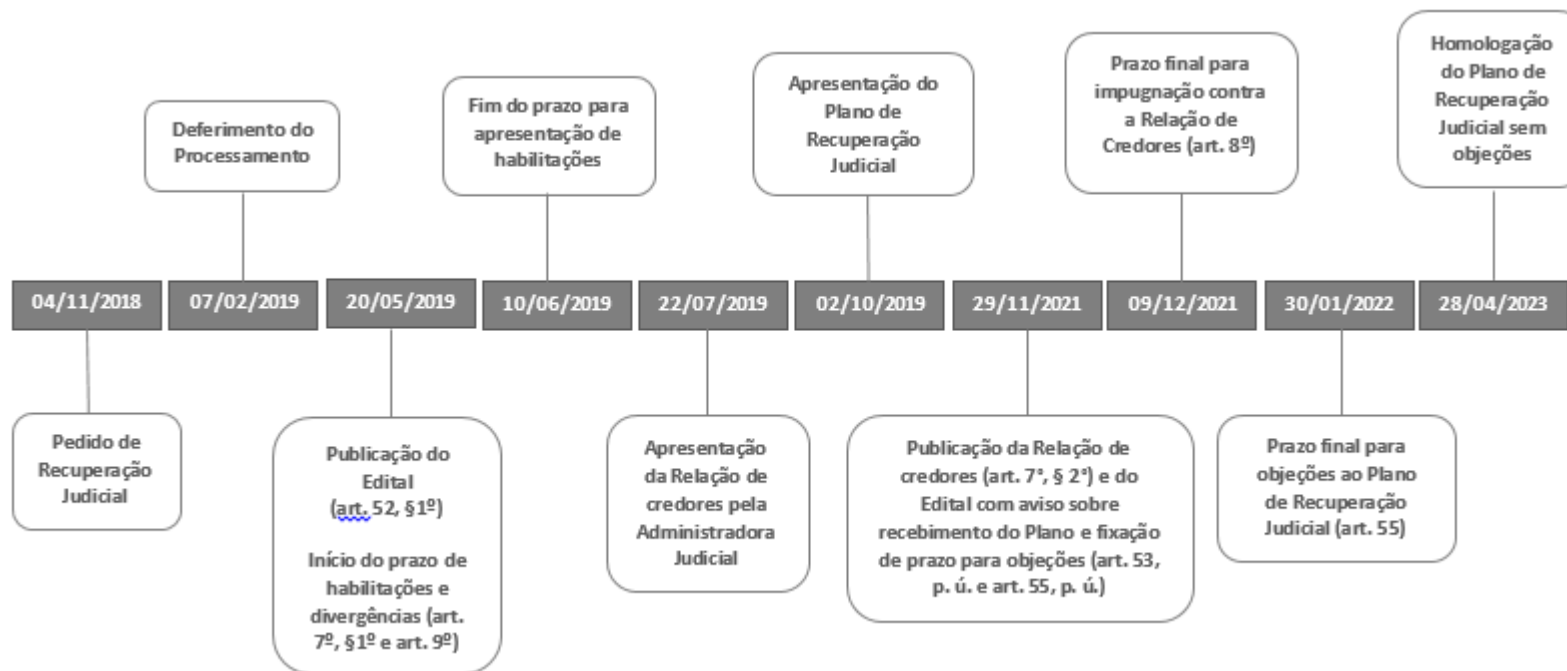 Homologação
do Plano de
Recuperação
Judicial sem
objeções
Apresentação do
Plano de
Recuperação
Judicial
Prazo final para
impugnação contra
a Relação de
Credores (art. 8º)
Fim do prazo para
apresentação de
habilitações
Deferimento do
Processamento
04/11/2018
07/02/2019
20/05/2019
10/06/2019
22/07/2019
02/10/2019
29/11/2021
09/12/2021
30/01/2022
28/04/2023
Pedido de
Recuperação
Judicial
Publicação do
Edital
(art. 52, §1º)
Início do prazo de
habilitações e
divergências (art.
7º, §1º e art. 9º)
Apresentação
da Relação de
credores pela
Administradora
Judicial
Publicação da Relação de
credores (art. 7°, § 2°) e do
Edital com aviso sobre
recebimento do Plano e fixação
de prazo para objeções (art. 53,
p. ú. e art. 55, p. ú.)
Prazo final para
objeções ao Plano
de Recuperação
Judicial (art. 55)